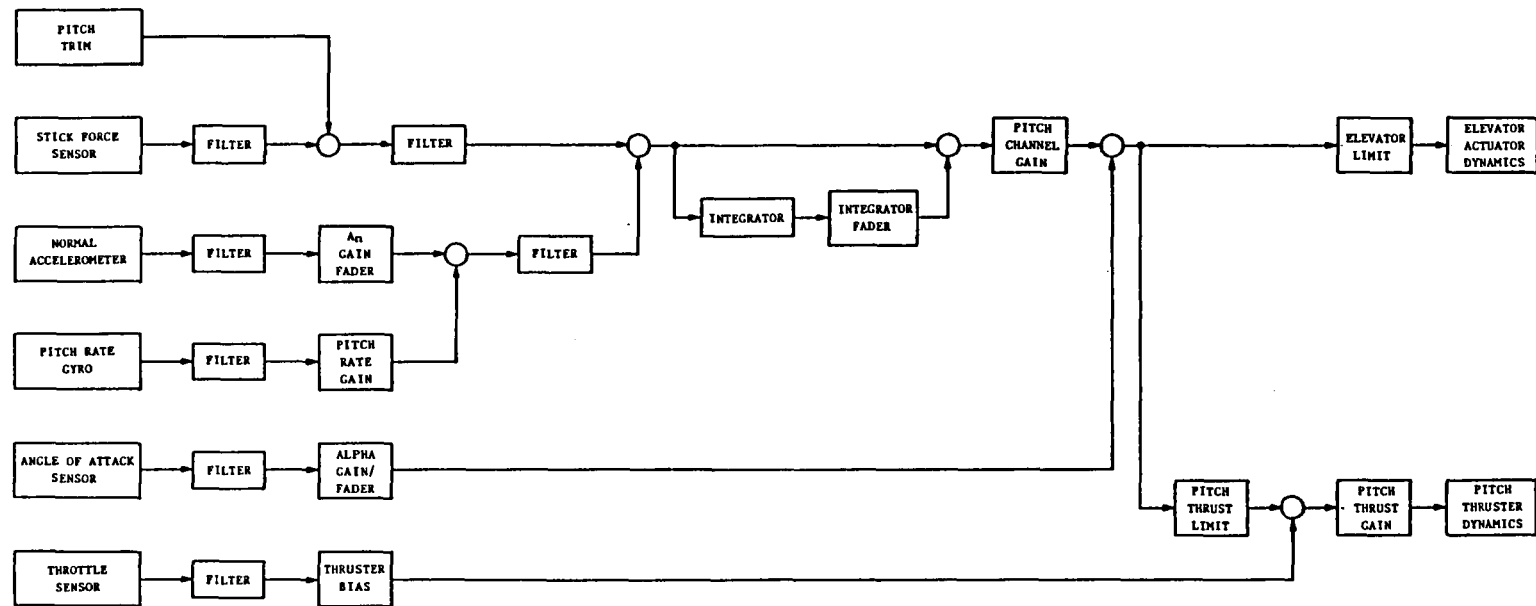 PITCH
TRIM
STICK FORCE
SENSOR
FILTER
FILTER
PITCH
CHANNEL
GAIN
ELEVATOR
LIMIT
ELEVATOR
ACTUATOR
DYNAMICS
INTEGRATOR
INTEGRATOR
FADER
NORMAL
ACCELEROMETER
FILTER
An
GAIN
FADER
FILTER
PITCH RATE
GYRO
FILTER
PITCH
RATE
GAIN
ANGLE OF ATTACK
SENSOR
FILTER
ALPHA
GAIN/
FADER
PITCH
THRUST
LIMIT
PITCH
THRUST
GAIN
PITCH
THRUSTER
DYNAMICS
THROTTLE
SENSOR
FILTER
THRUSTER
BIAS